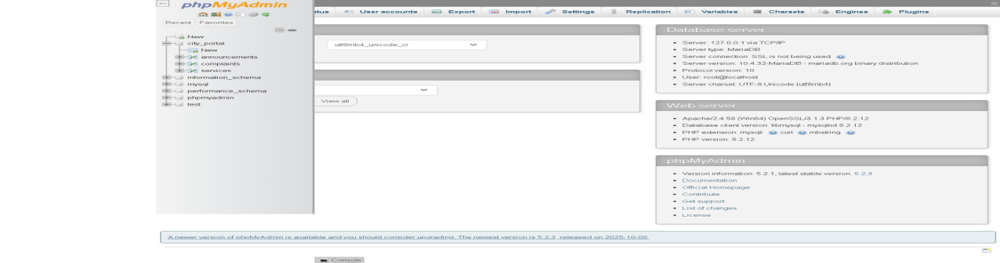 phpMyAdmin
Recent Favorites
New
city_portal
New
announcements
complaints
services
information_schema
mysql
performance_schema
phpmyadmin
test
atus User accounts Export Import Settings Replication Variables Charsets Engines Plugins
utf8mb4_unicode_ci
View all
Database server
Server: 127.0.0.1 via TCP/IP
Server type: MariaDB
Server connection: SSL is not being used
Server version: 10.4.32-MariaDB - mariadb.org binary distribution
Protocol version: 10
User: root@localhost
Server charset: UTF-8 Unicode (utf8mb4)
Web server
Apache/2.4.58 (Win64) OpenSSL/3.1.3 PHP/8.2.12
Database client version: libmysql - mysqlnd 8.2.12
PHP extension: mysqli curl mbstring
PHP version: 8.2.12
phpMyAdmin
Version information: 5.2.1, latest stable version: 5.2.3
Documentation
Official Homepage
Contribute
Get support
List of changes
License
A newer version of phpMyAdmin is available and you should consider upgrading. The newest version is 5.2.3, released on 2025-10-08.
Console